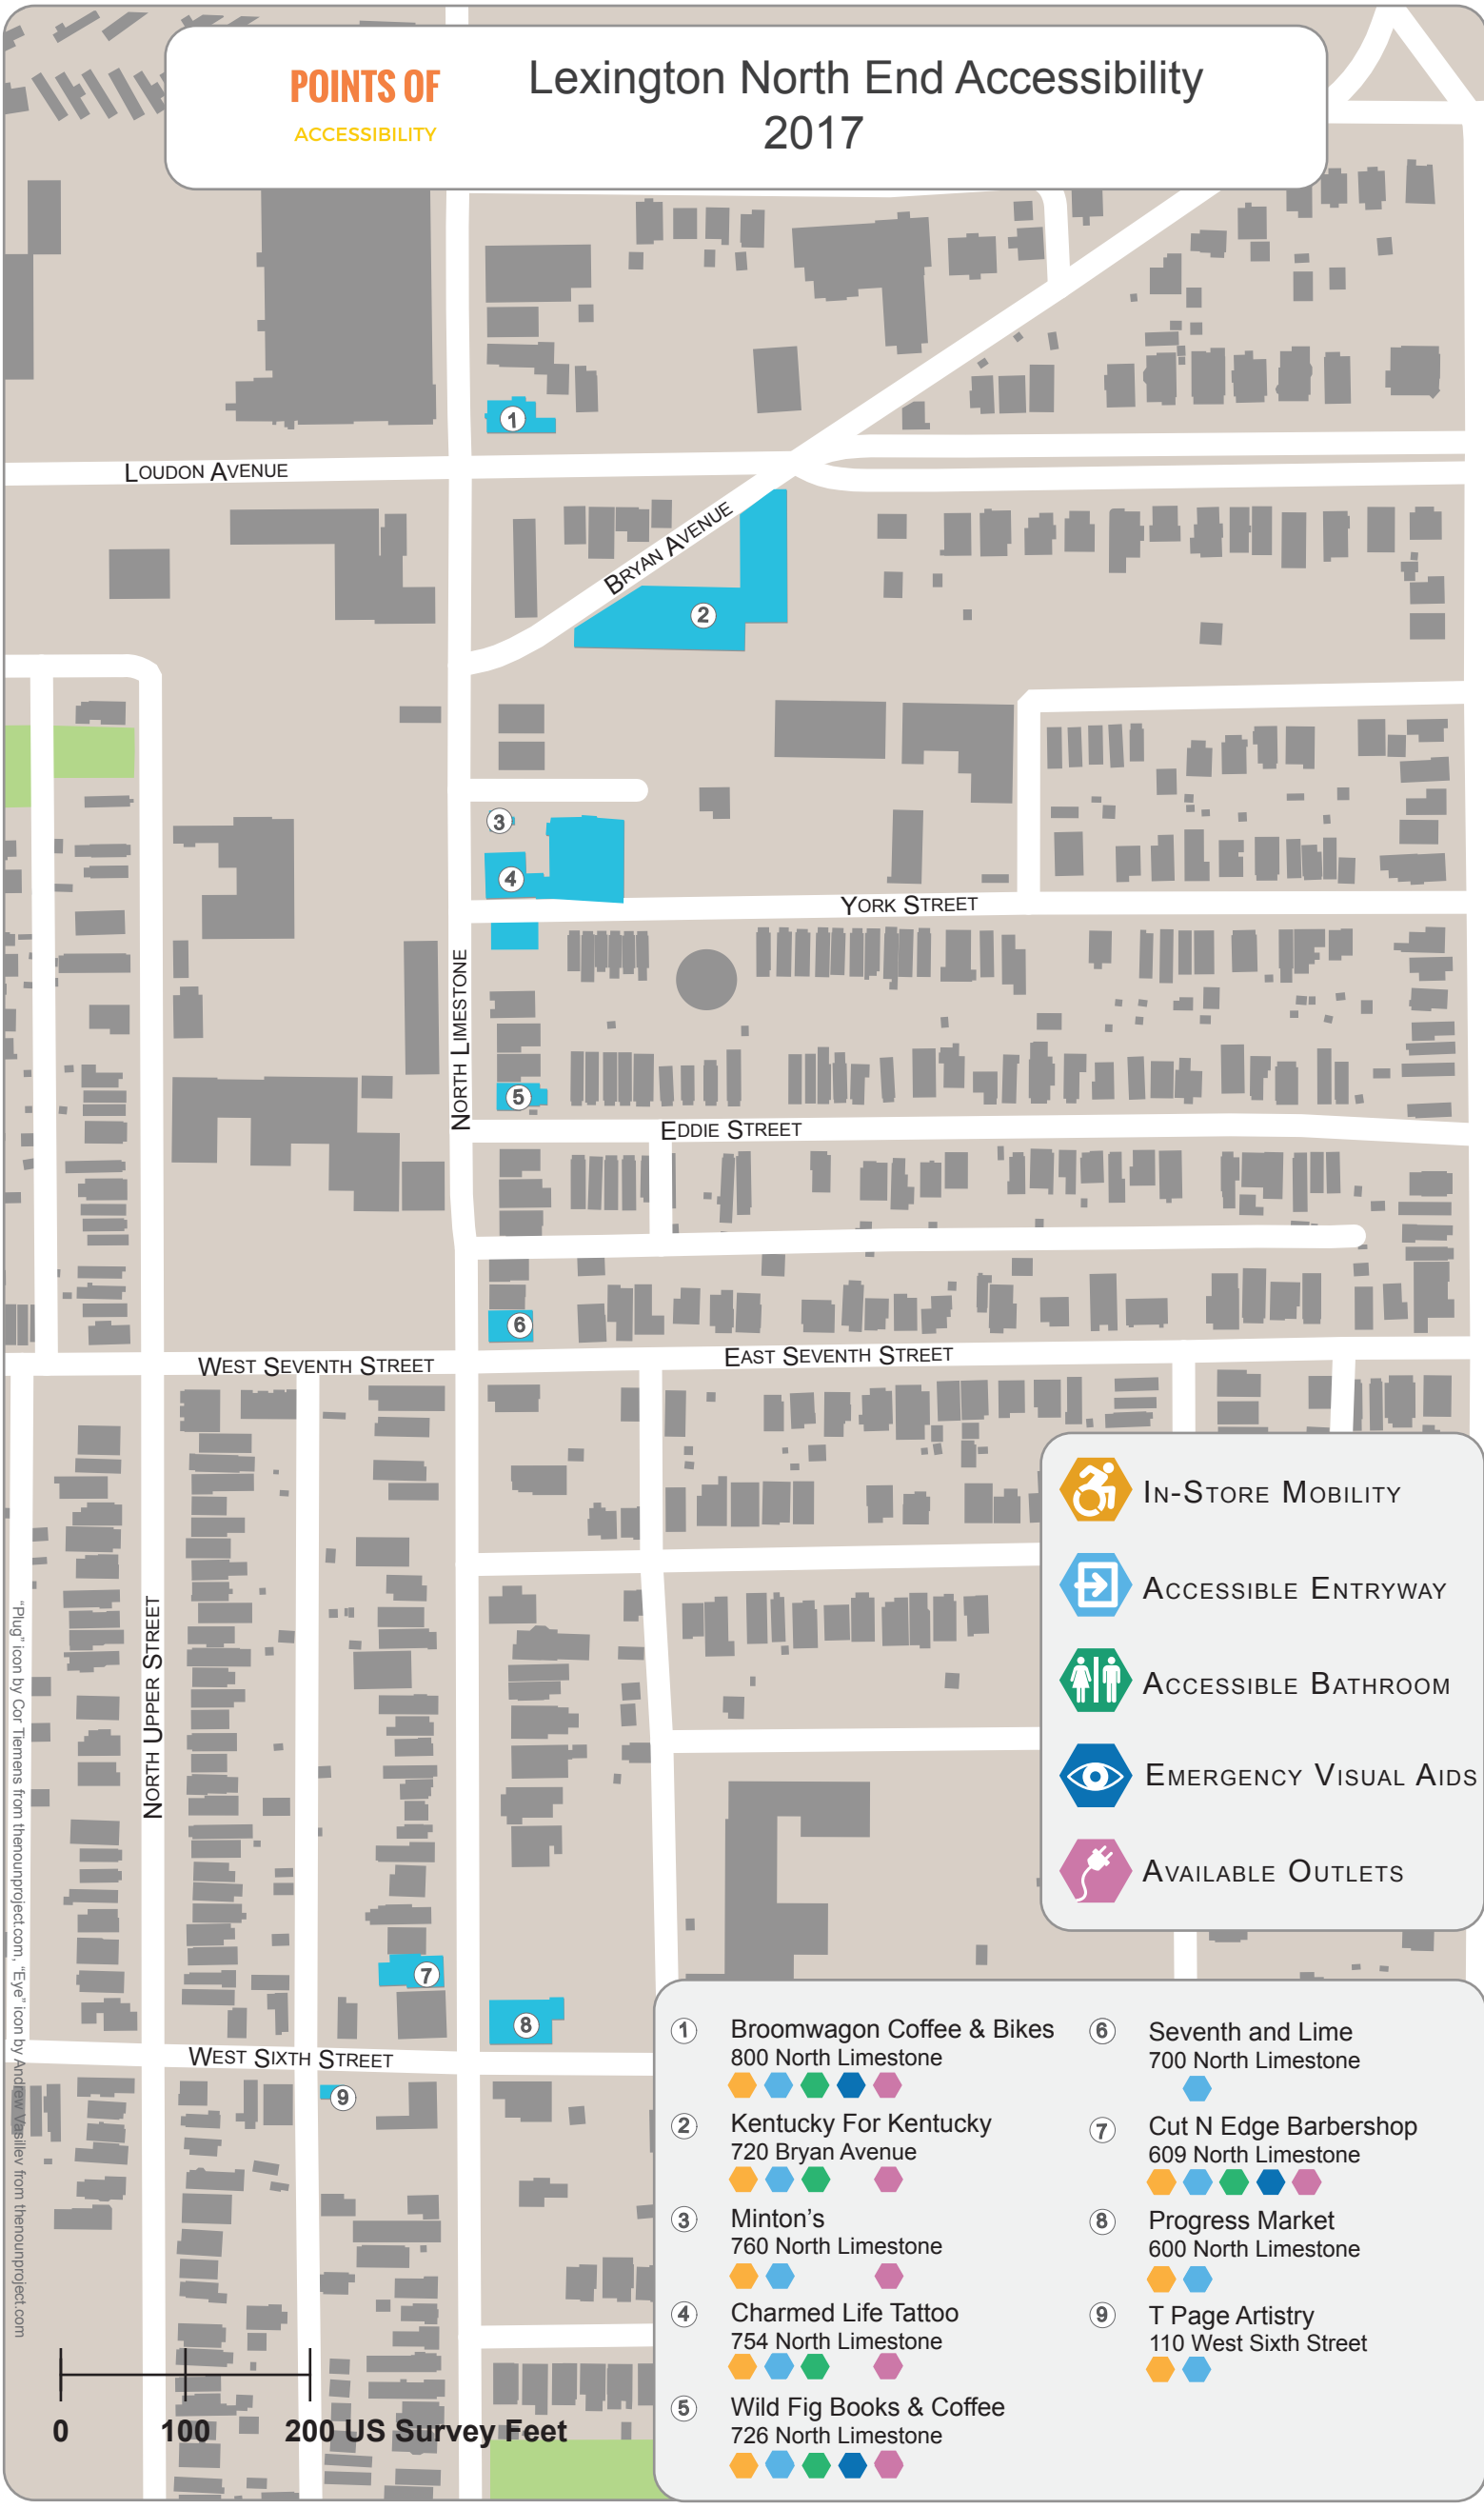 POINTS OF
ACCESSIBILITY
Lexington North End Accessibility
2017
1
LOUDON AVENUE
BRYAN AVENUE
2
3
4
YORK STREET
NORTH LIMESTONE
5
EDDIE STREET
6
WEST SEVENTH STREET
EAST SEVENTH STREET
IN-STORE MOBILITY
ACCESSIBLE ENTRYWAY
ACCESSIBLE BATHROOM
EMERGENCY VISUAL AIDS
AVAILABLE OUTLETS
NORTH UPPER STREET
"Plug" icon by Cor Tiemens from thenounproject.com, "Eye" icon by Andrew Vasiliev from thenounproject.com
7
8
WEST SIXTH STREET
9
1 Broomwagon Coffee & Bikes
800 North Limestone
2 Kentucky For Kentucky
720 Bryan Avenue
3 Minton's
760 North Limestone
4 Charmed Life Tattoo
754 North Limestone
5 Wild Fig Books & Coffee
726 North Limestone
6 Seventh and Lime
700 North Limestone
7 Cut N Edge Barbershop
609 North Limestone
8 Progress Market
600 North Limestone
9 T Page Artistry
110 West Sixth Street
0 100 200 US Survey Feet